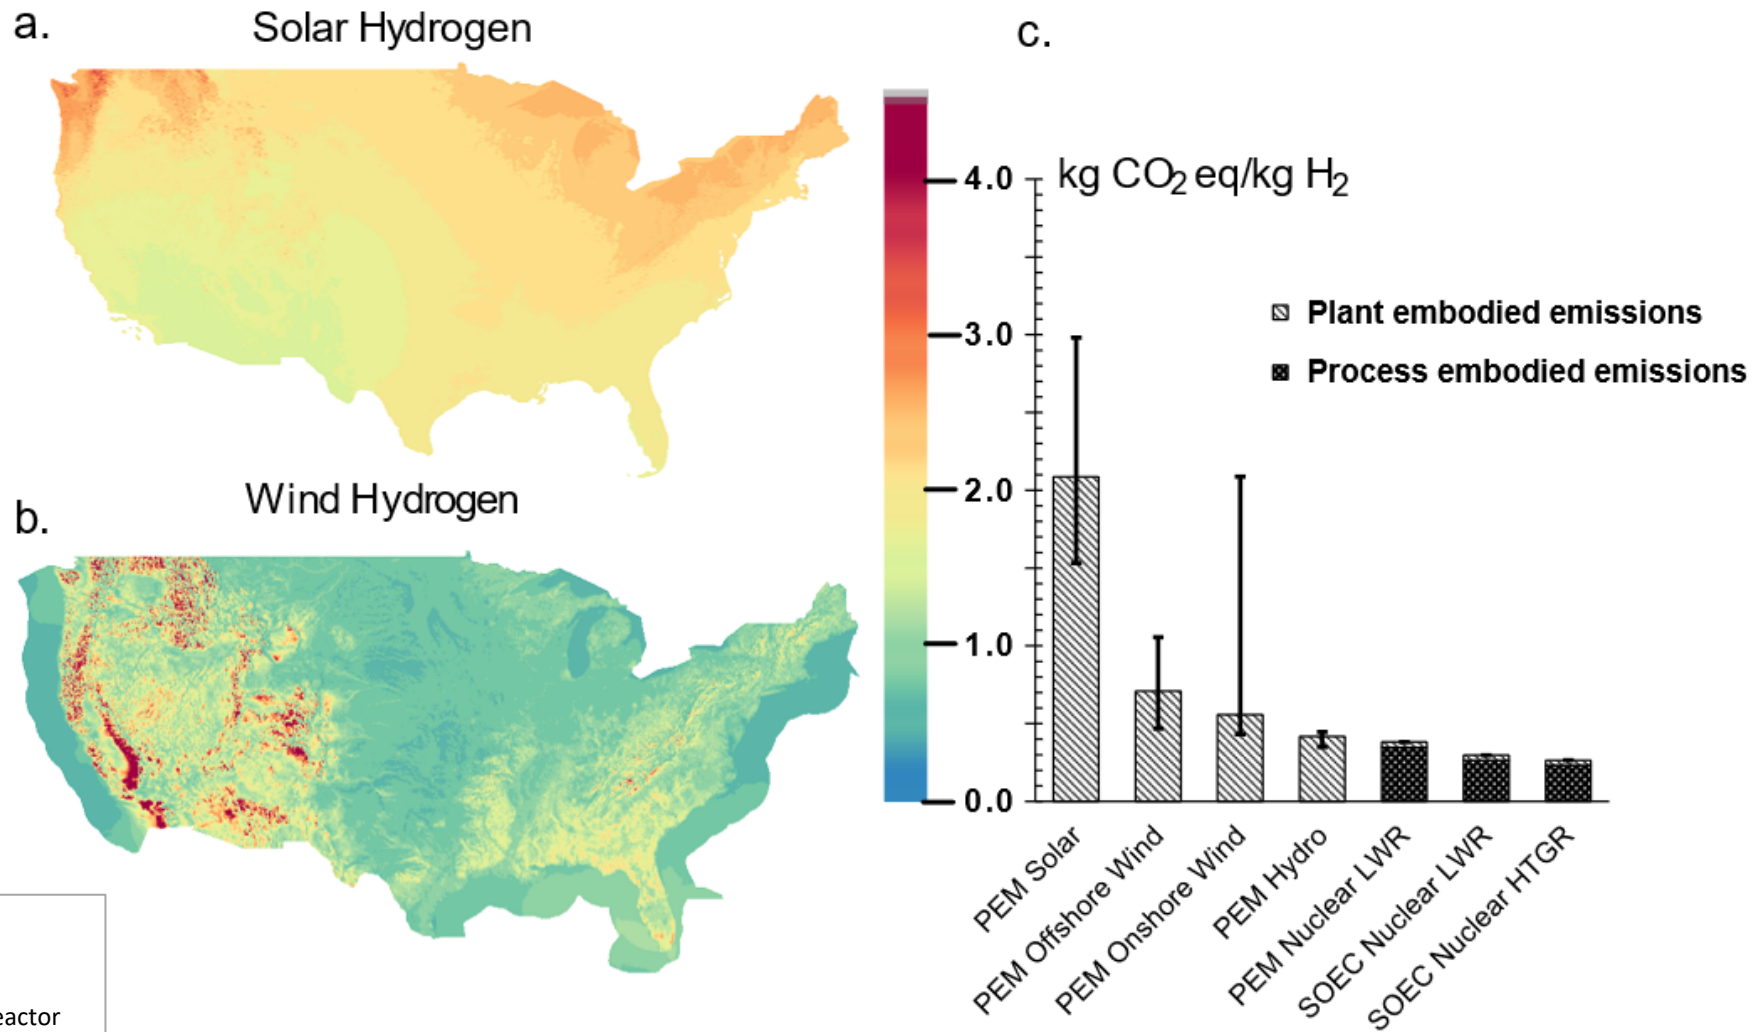 a.
Solar Hydrogen
b.
Wind Hydrogen
c.
kg CO₂ eq/kg H₂
4.0
3.0
2.0
1.0
0.0
Plant embodied emissions
Process embodied emissions
PEM Solar
PEM Offshore Wind
PEM Onshore Wind
PEM Hydro
PEM Nuclear LWR
SOEC Nuclear LWR
SOEC Nuclear HTGR